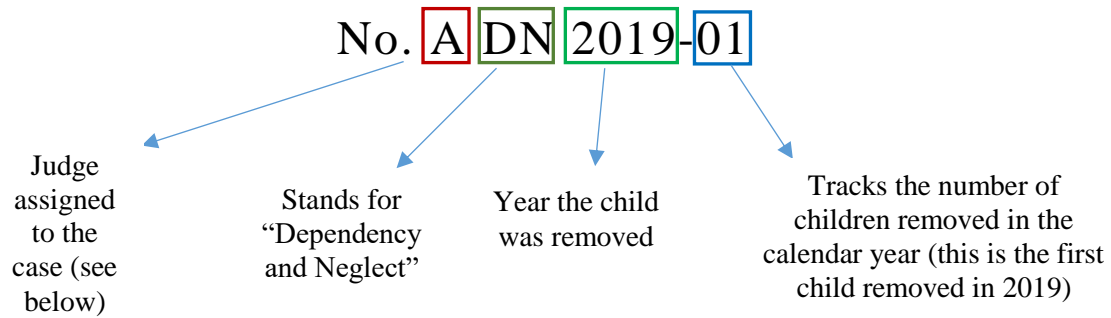 No. A DN 2019-01
Judge
assigned
to the
case (see
below)
Stands for
“Dependency
and Neglect”
Year the child
was removed
Tracks the number of
children removed in the
calendar year (this is the first
child removed in 2019)